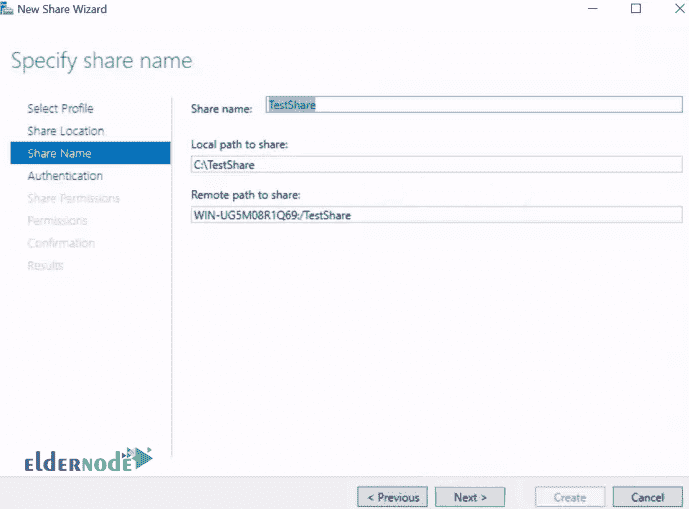 New Share Wizard
Specify share name
Select Profile
Share Location
Share Name
Authentication
Share Permissions
Permissions
Confirmation
Results
Share name: TestShare
Local path to share:
C:\TestShare
Remote path to share:
WIN-UG5M08R1Q69:/TestShare
eldernode
< Previous Next > Create Cancel